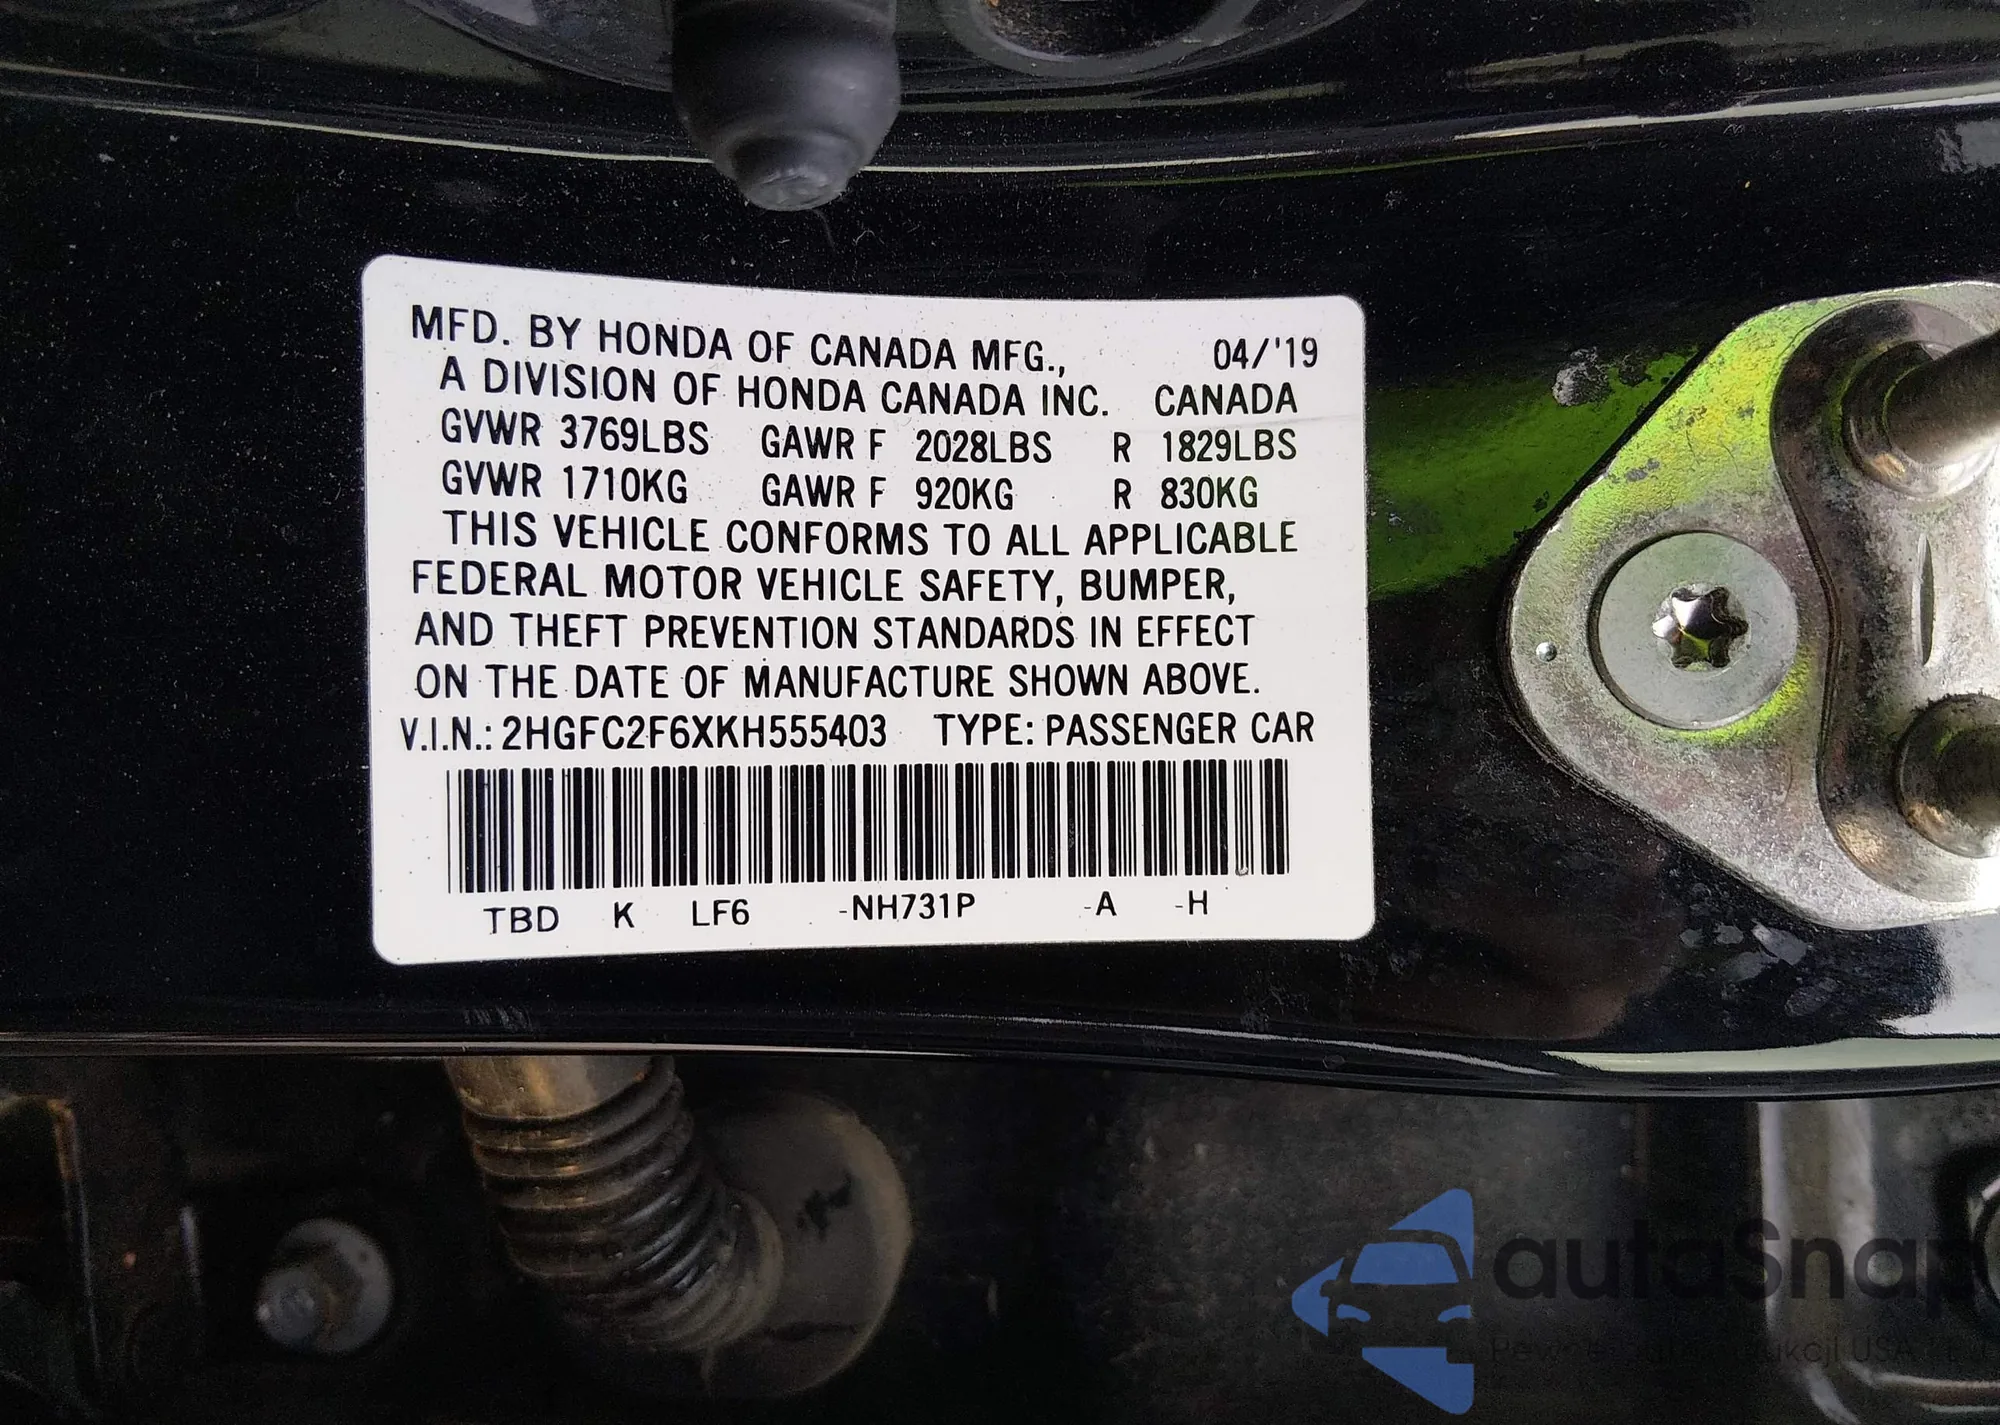 MFD. BY HONDA OF CANADA MFG., 04/'19
A DIVISION OF HONDA CANADA INC. CANADA
GVWR 3769LBS GAWR F 2028LBS R 1829LBS
GVWR 1710KG GAWR F 920KG R 830KG
THIS VEHICLE CONFORMS TO ALL APPLICABLE
FEDERAL MOTOR VEHICLE SAFETY, BUMPER,
AND THEFT PREVENTION STANDARDS IN EFFECT
ON THE DATE OF MANUFACTURE SHOWN ABOVE.
V.I.N.: 2HGFC2F6XKH555403 TYPE: PASSENGER CAR
TBD K LF6 -NH731P -A -H
autaSnap
USA